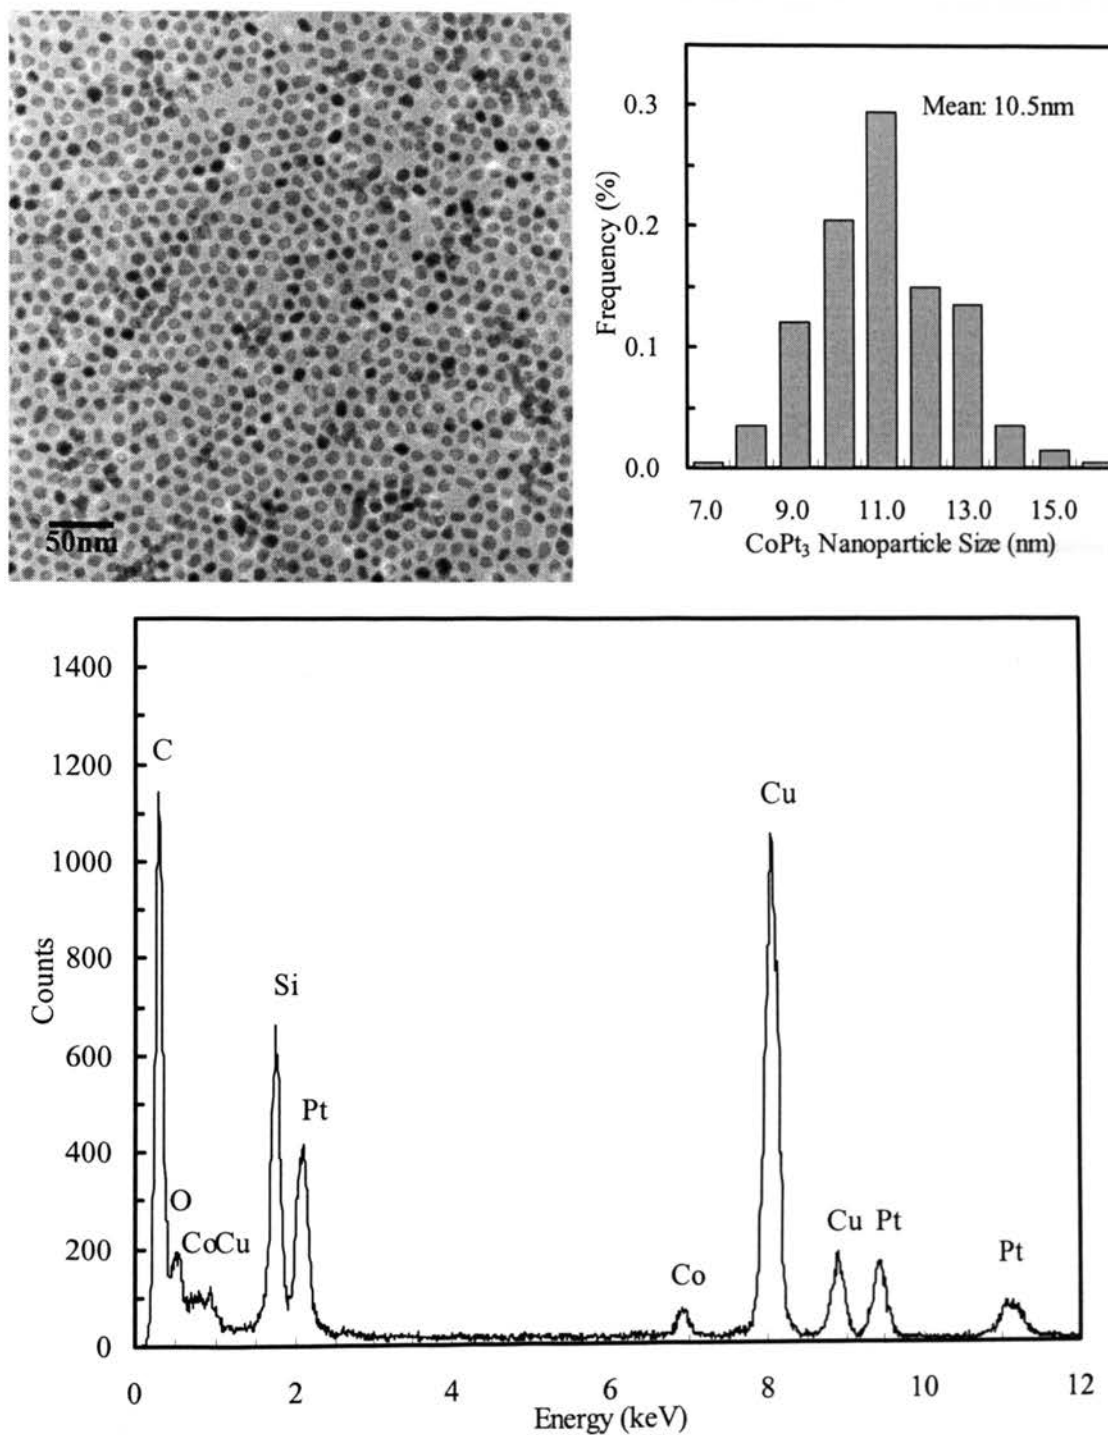 50nm
Mean: 10.5nm
Frequency (%)
0.3
0.2
0.1
0.0
7.0 9.0 11.0 13.0 15.0
CoPt₃ Nanoparticle Size (nm)
Counts
1400
1200
1000
800
600
400
200
0
C
O
CoCu
Si
Pt
Co
Cu
Cu
Pt
Pt
0 2 4 6 8 10 12
Energy (keV)